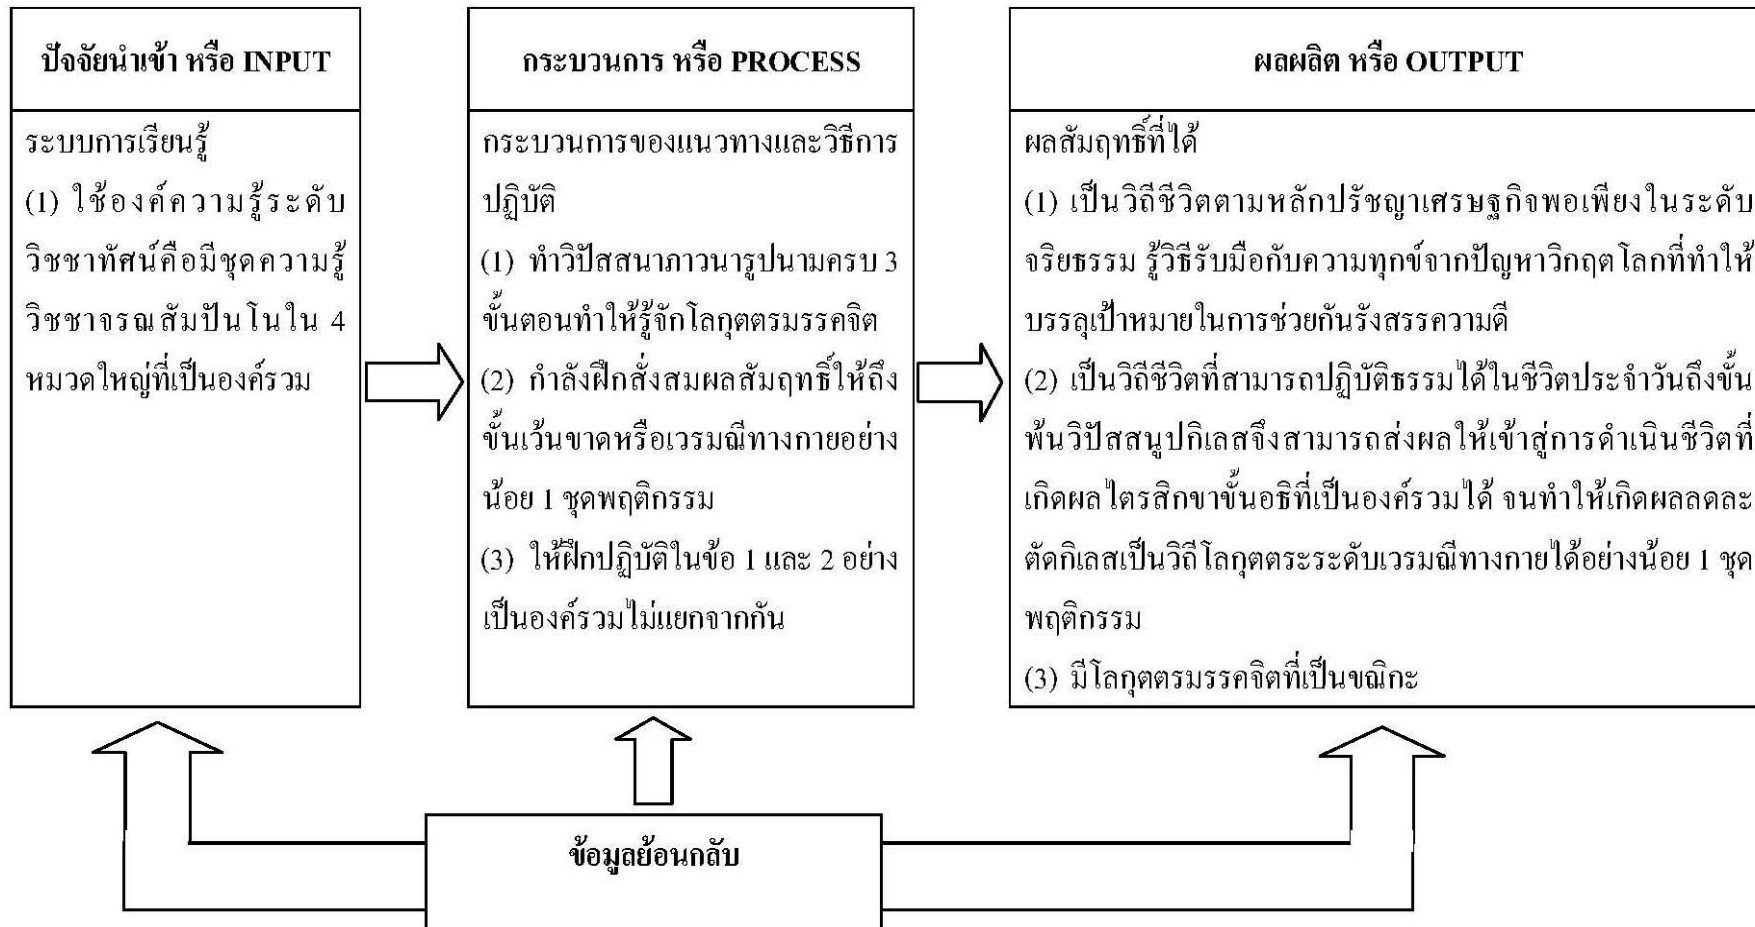 ปัจจัยนำเข้า หรือ INPUT
ระบบการเรียนรู้
(1) ใช้องค์ความรู้ระดับ
วิชชาทัศน์คือมีชุดความรู้
วิชชาจรณสัมปันโนใน 4
หมวดใหญ่ที่เป็นองค์รวม
กระบวนการ หรือ PROCESS
กระบวนการของแนวทางและวิธีการ
ปฏิบัติ
(1) ทำวิปัสสนาภาวนารูปนามครบ 3
ขั้นตอนทำให้รู้จักโลกุตตรมรรคจิต
(2) กำลังฝึกสั่งสมผลสัมฤทธิ์ให้ถึง
ขั้นเว้นขาดหรือเวรมณีทางกายอย่าง
น้อย 1 ชุดพฤติกรรม
(3) ให้ฝึกปฏิบัติในข้อ 1 และ 2 อย่าง
เป็นองค์รวมไม่แยกจากกัน
ผลผลิต หรือ OUTPUT
ผลสัมฤทธิ์ที่ได้
(1) เป็นวิถีชีวิตตามหลักปรัชญาเศรษฐกิจพอเพียงในระดับ
จริยธรรม รู้วิธีรับมือกับความทุกข์จากปัญหาวิกฤตโลกที่ทำให้
บรรลุเป้าหมายในการช่วยกันรังสรรความดี
(2) เป็นวิถีชีวิตที่สามารถปฏิบัติธรรมได้ในชีวิตประจำวันถึงขั้น
พ้นวิปัสสนูปกิเลสจึงสามารถส่งผลให้เข้าสู่การดำเนินชีวิตที่
เกิดผลไตรสิกขาขั้นอธิที่เป็นองค์รวมได้ จนทำให้เกิดผลลดละ
ตัดกิเลสเป็นวิถีโลกุตตระระดับเวรมณีทางกายได้อย่างน้อย 1 ชุด
พฤติกรรม
(3) มีโลกุตตรมรรคจิตที่เป็นขณิกะ
ข้อมูลย้อนกลับ